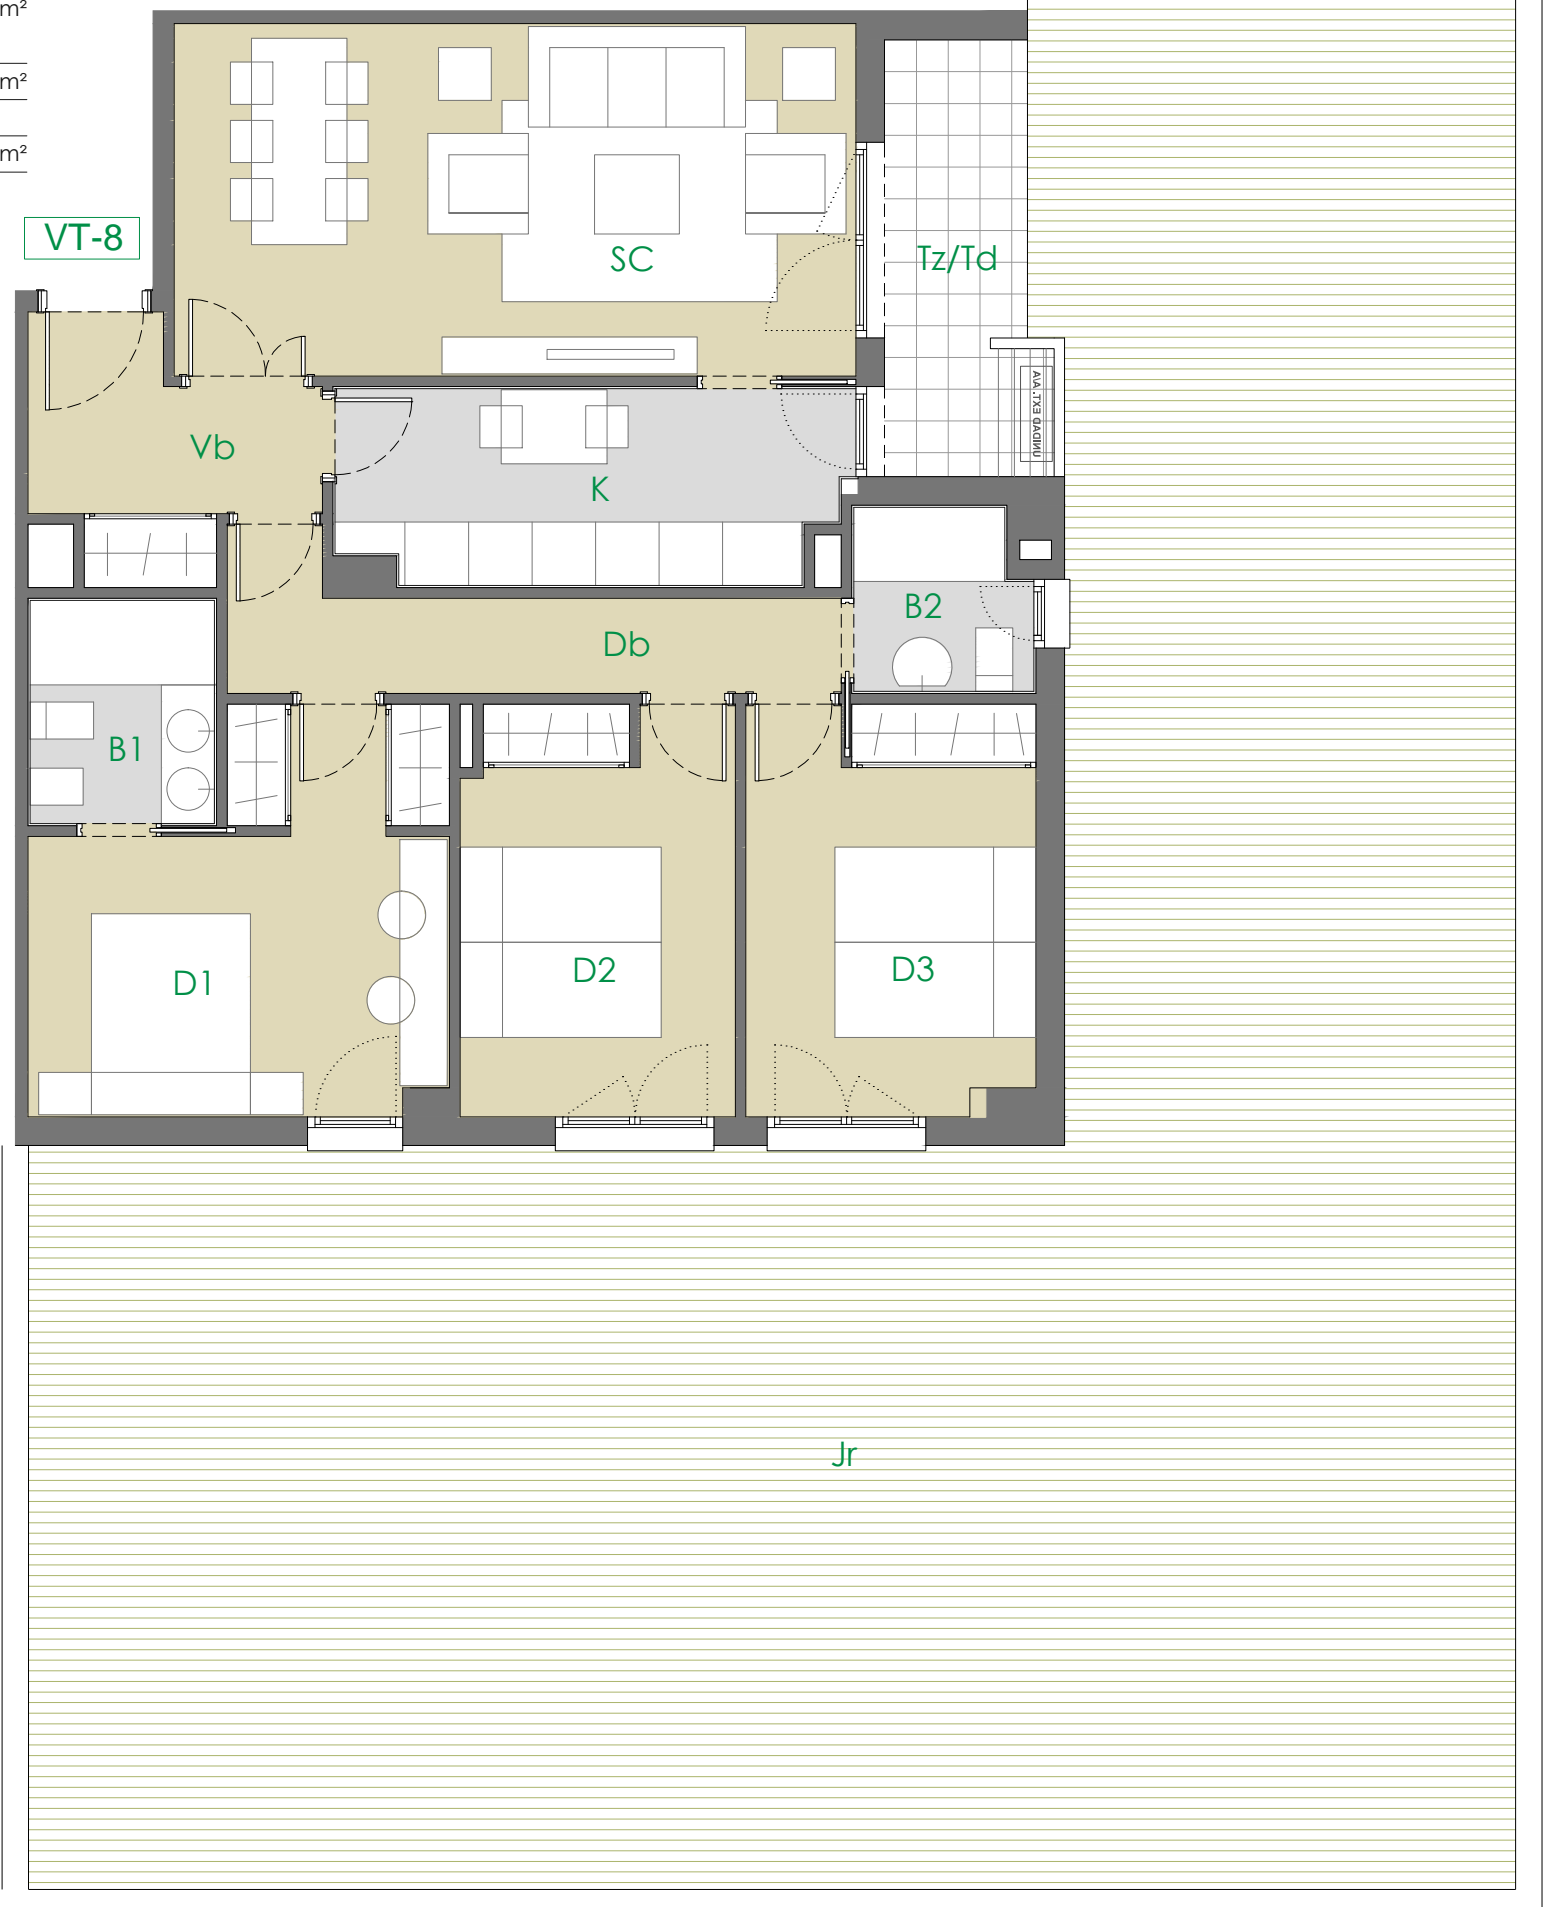 m²
m²
m²
VT-8
SC
Tz/Td
UNIDAD EXT. A/A
Vb
K
B2
Db
B1
D1
D2
D3
Jr